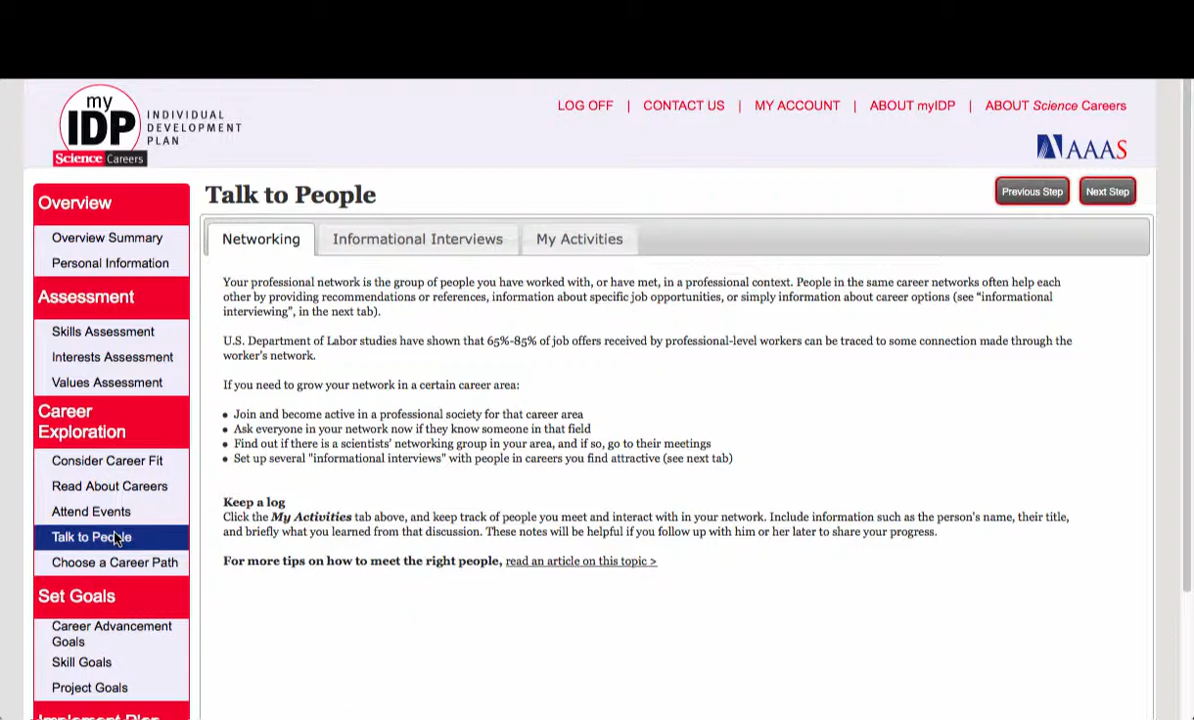 my
IDP
INDIVIDUAL
DEVELOPMENT
PLAN
Science Careers
LOG OFF | CONTACT US | MY ACCOUNT | ABOUT myIDP | ABOUT Science Careers
AAAS
Overview
Overview Summary
Personal Information
Assessment
Skills Assessment
Interests Assessment
Values Assessment
Career
Exploration
Consider Career Fit
Read About Careers
Attend Events
Talk to People
Choose a Career Path
Set Goals
Career Advancement
Goals
Skill Goals
Project Goals
Implement Plan
Talk to People
Previous Step
Next Step
Networking
Informational Interviews
My Activities
Your professional network is the group of people you have worked with, or have met, in a professional context. People in the same career networks often help each
other by providing recommendations or references, information about specific job opportunities, or simply information about career options (see "informational
interviewing", in the next tab).
U.S. Department of Labor studies have shown that 65%-85% of job offers received by professional-level workers can be traced to some connection made through the
worker's network.
If you need to grow your network in a certain career area:
• Join and become active in a professional society for that career area
• Ask everyone in your network now if they know someone in that field
• Find out if there is a scientists' networking group in your area, and if so, go to their meetings
• Set up several "informational interviews" with people in careers you find attractive (see next tab)
Keep a log
Click the My Activities tab above, and keep track of people you meet and interact with in your network. Include information such as the person's name, their title,
and briefly what you learned from that discussion. These notes will be helpful if you follow up with him or her later to share your progress.
For more tips on how to meet the right people, read an article on this topic >